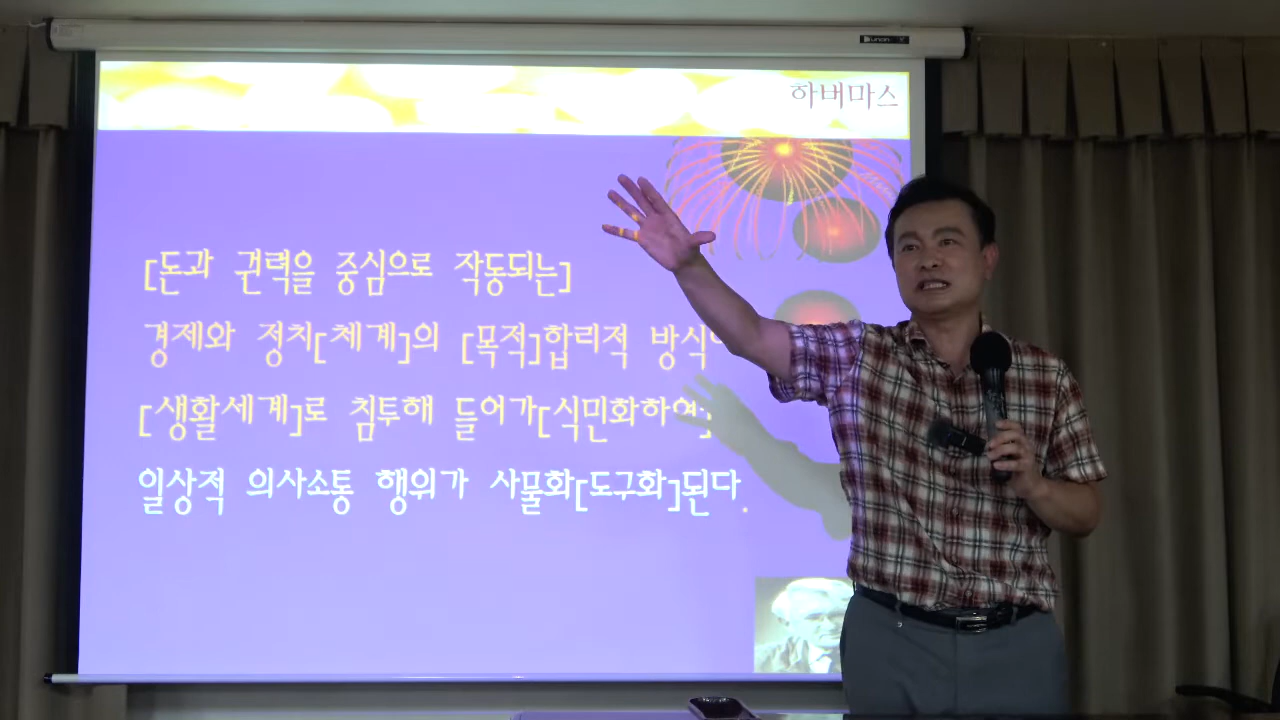 하버마스
[돈과 권력을 중심으로 작동되는]
경제와 정치[체계]의 [목적]합리적 방식이
[생활세계]로 침투해 들어가[식민화하여]
일상적 의사소통 행위가 사물화[도구화]된다.